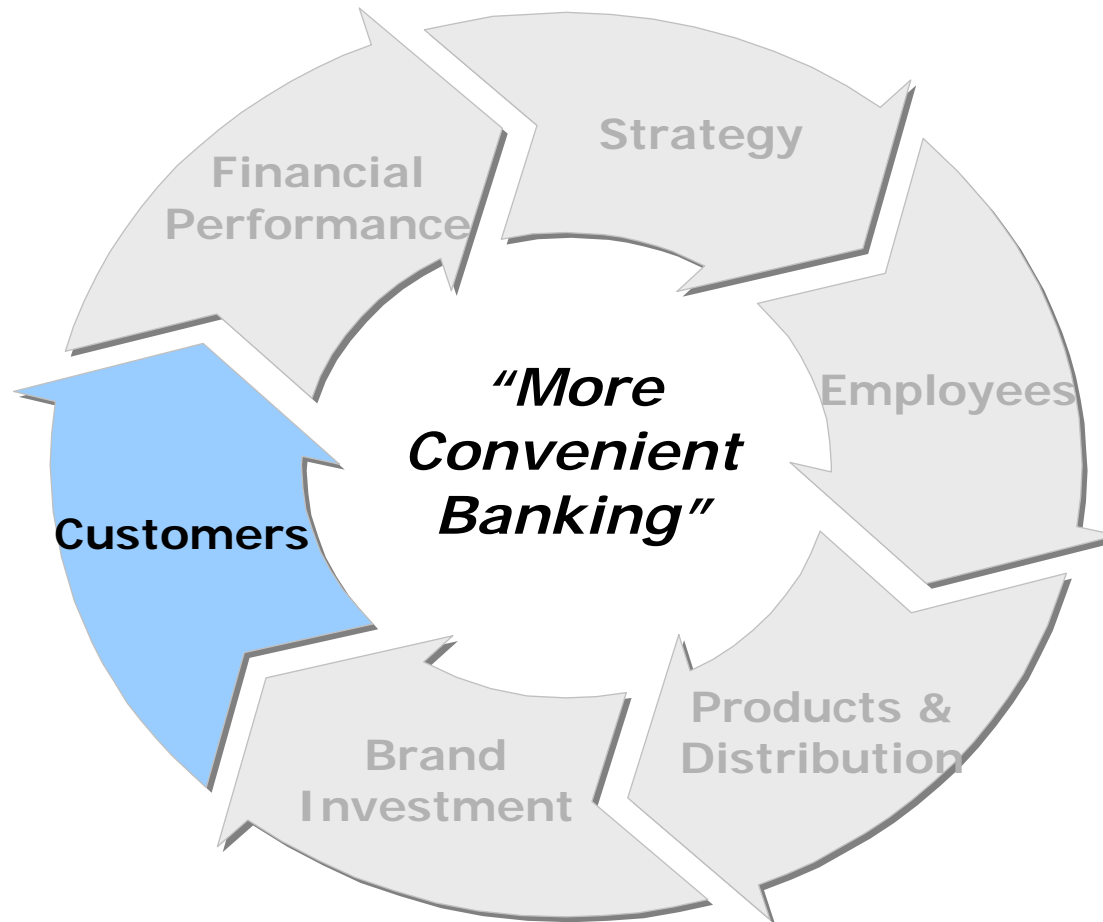 Strategy
Financial
Performance
Employees
“More
Convenient
Banking”
Customers
Products &
Distribution
Brand
Investment